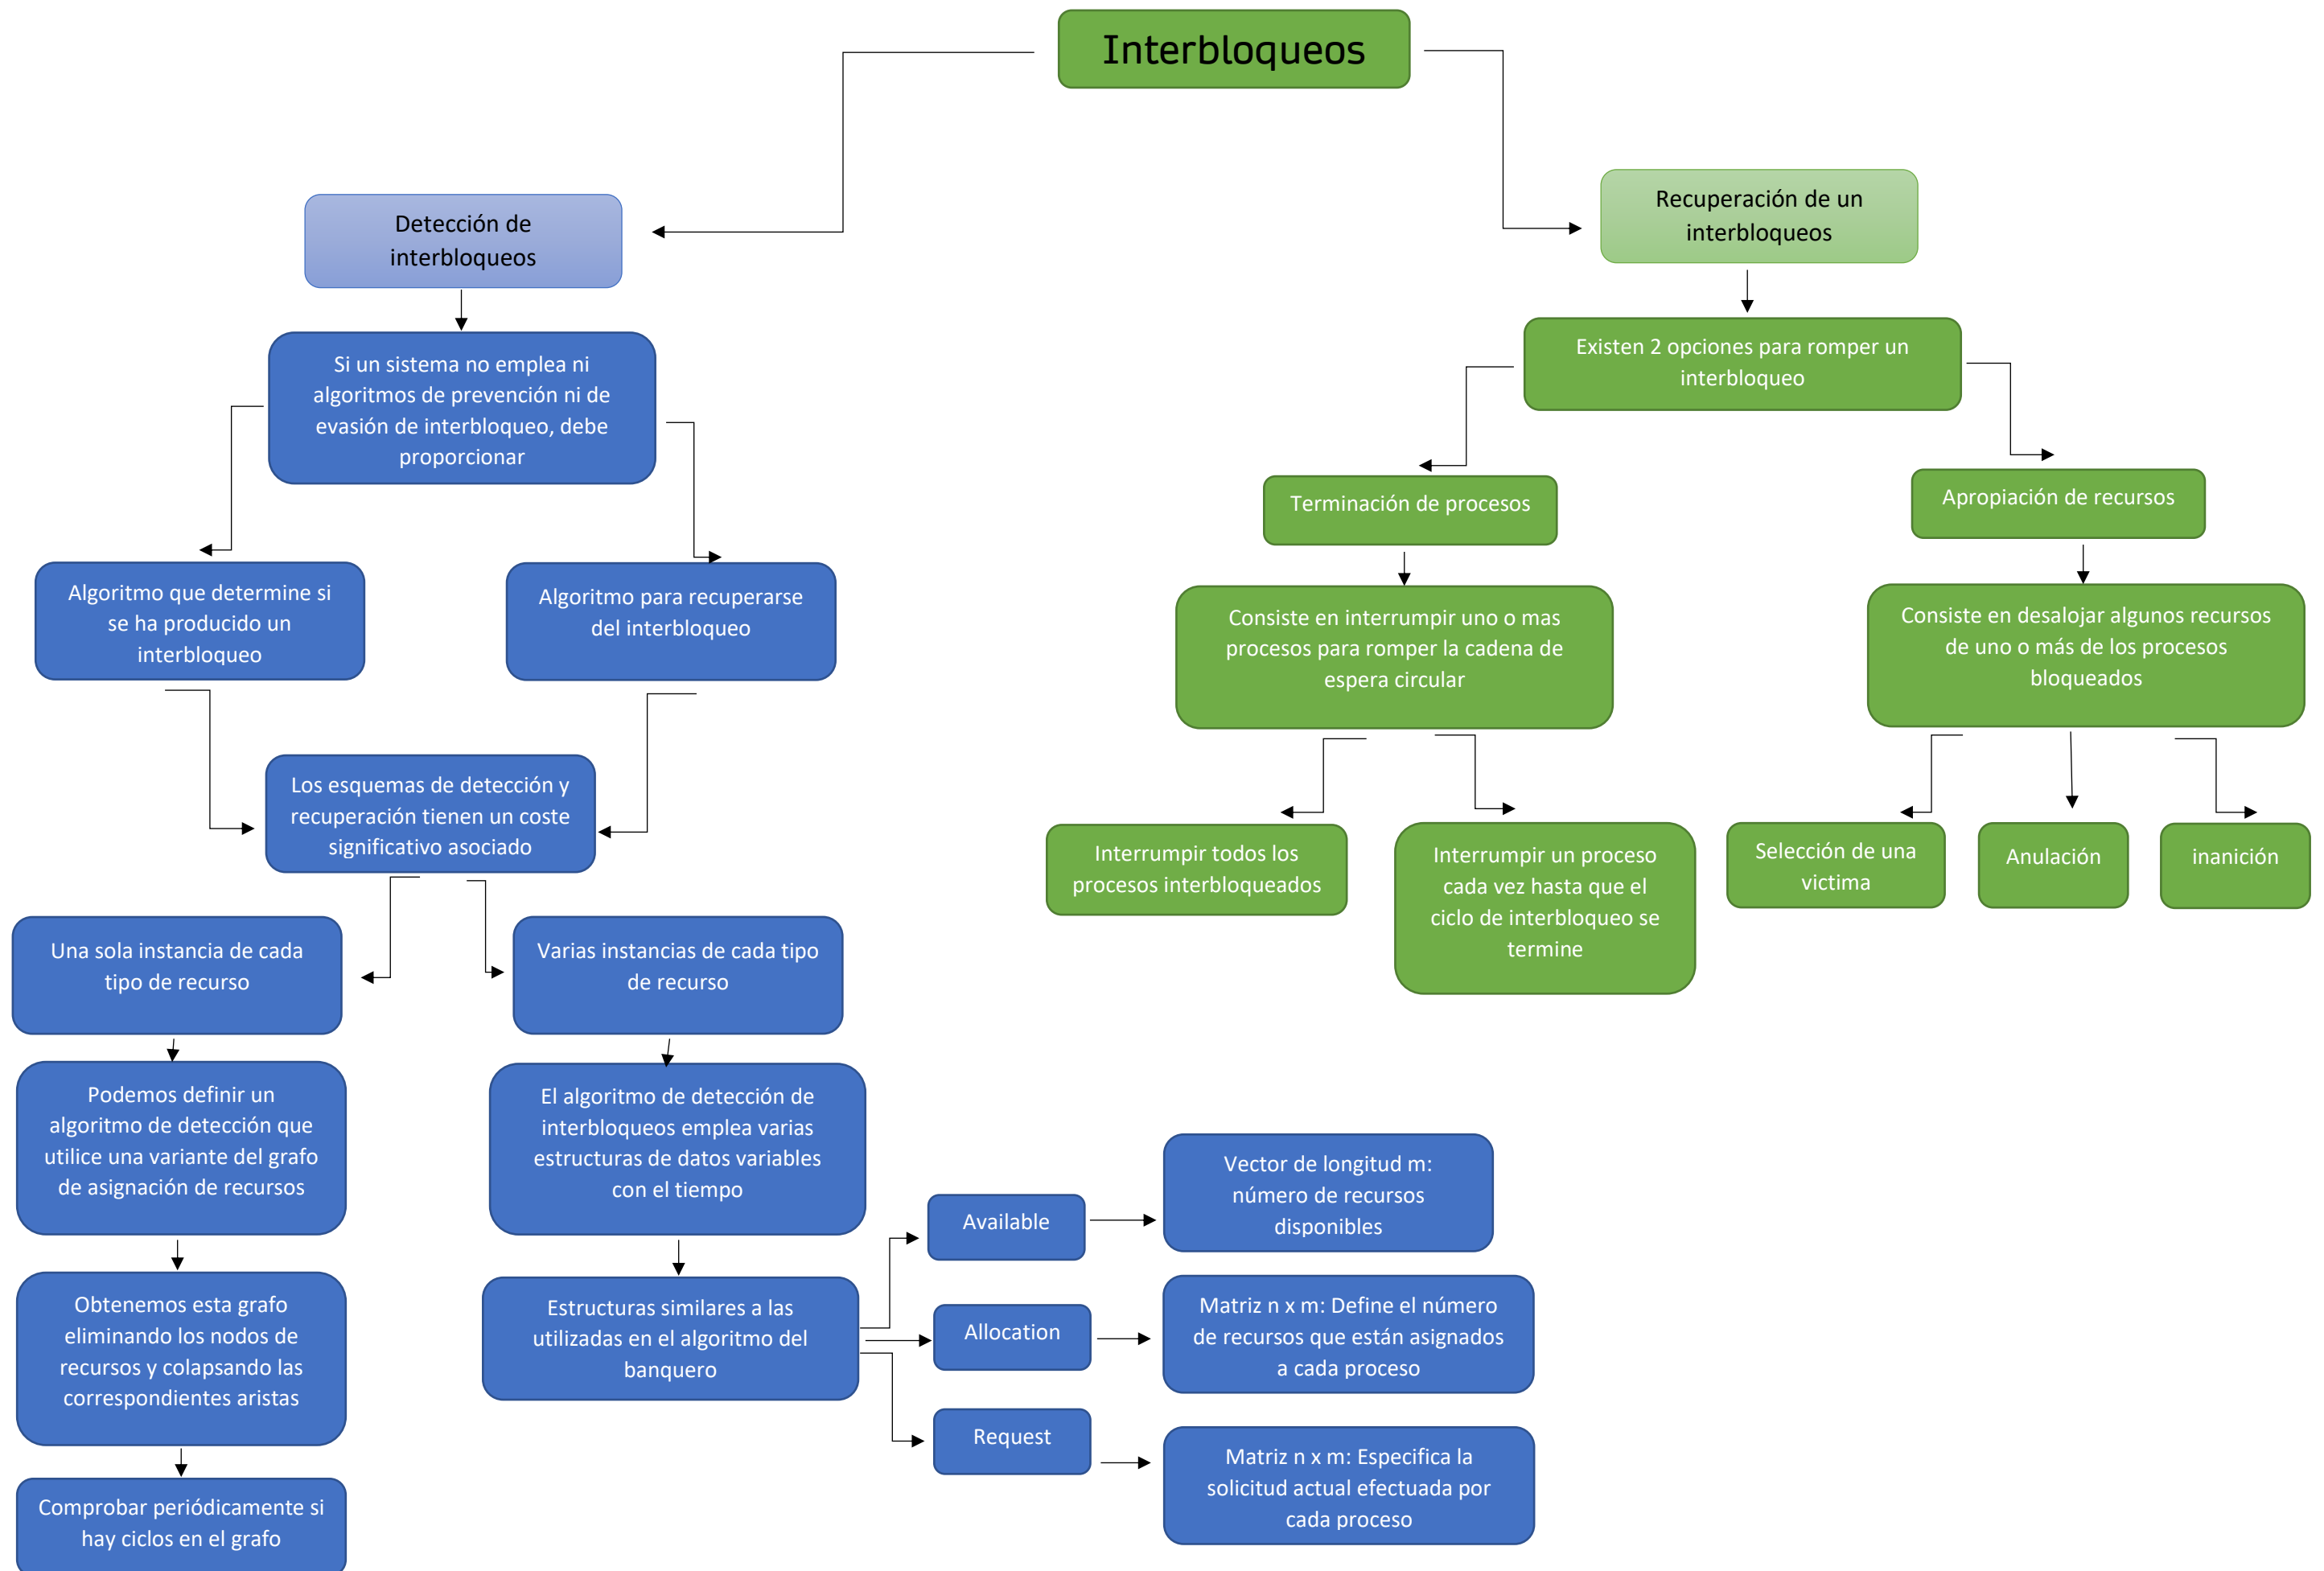 Interbloqueos
Detección de
interbloqueos
Si un sistema no emplea ni
algoritmos de prevención ni de
evasión de interbloqueo, debe
proporcionar
Algoritmo que determine si
se ha producido un
interbloqueo
Algoritmo para recuperarse
del interbloqueo
Los esquemas de detección y
recuperación tienen un coste
significativo asociado
Una sola instancia de cada
tipo de recurso
Podemos definir un
algoritmo de detección que
utilice una variante del grafo
de asignación de recursos
Obtenemos esta grafo
eliminando los nodos de
recursos y colapsando las
correspondientes aristas
Comprobar periódicamente si
hay ciclos en el grafo
Varias instancias de cada tipo
de recurso
El algoritmo de detección de
interbloqueos emplea varias
estructuras de datos variables
con el tiempo
Estructuras similares a las
utilizadas en el algoritmo del
banquero
Available
Vector de longitud m:
número de recursos
disponibles
Allocation
Matriz n x m: Define el número
de recursos que están asignados
a cada proceso
Request
Matriz n x m: Especifica la
solicitud actual efectuada por
cada proceso
Recuperación de un
interbloqueos
Existen 2 opciones para romper un
interbloqueo
Terminación de procesos
Consiste en interrumpir uno o mas
procesos para romper la cadena de
espera circular
Interrumpir todos los
procesos interbloqueados
Interrumpir un proceso
cada vez hasta que el
ciclo de interbloqueo se
termine
Apropiación de recursos
Consiste en desalojar algunos recursos
de uno o más de los procesos
bloqueados
Selección de una
victima
Anulación
inanición